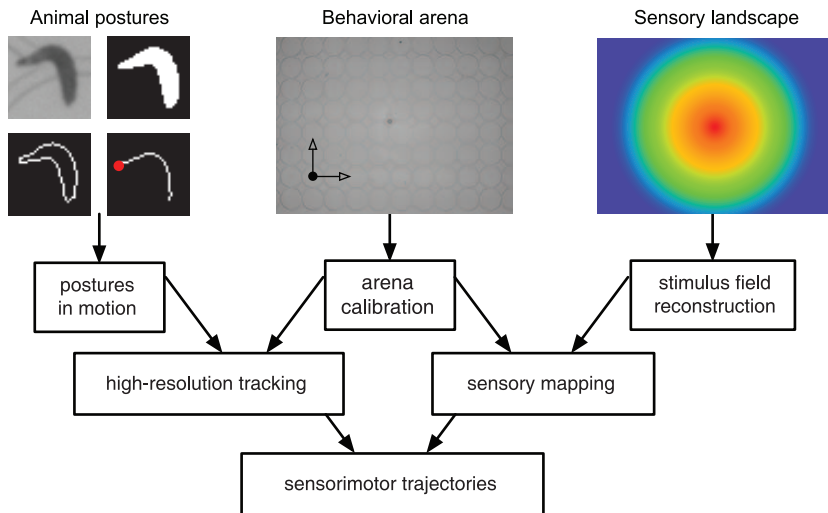 Animal postures
Behavioral arena
Sensory landscape
postures
in motion
arena
calibration
stimulus field
reconstruction
high-resolution tracking
sensory mapping
sensorimotor trajectories